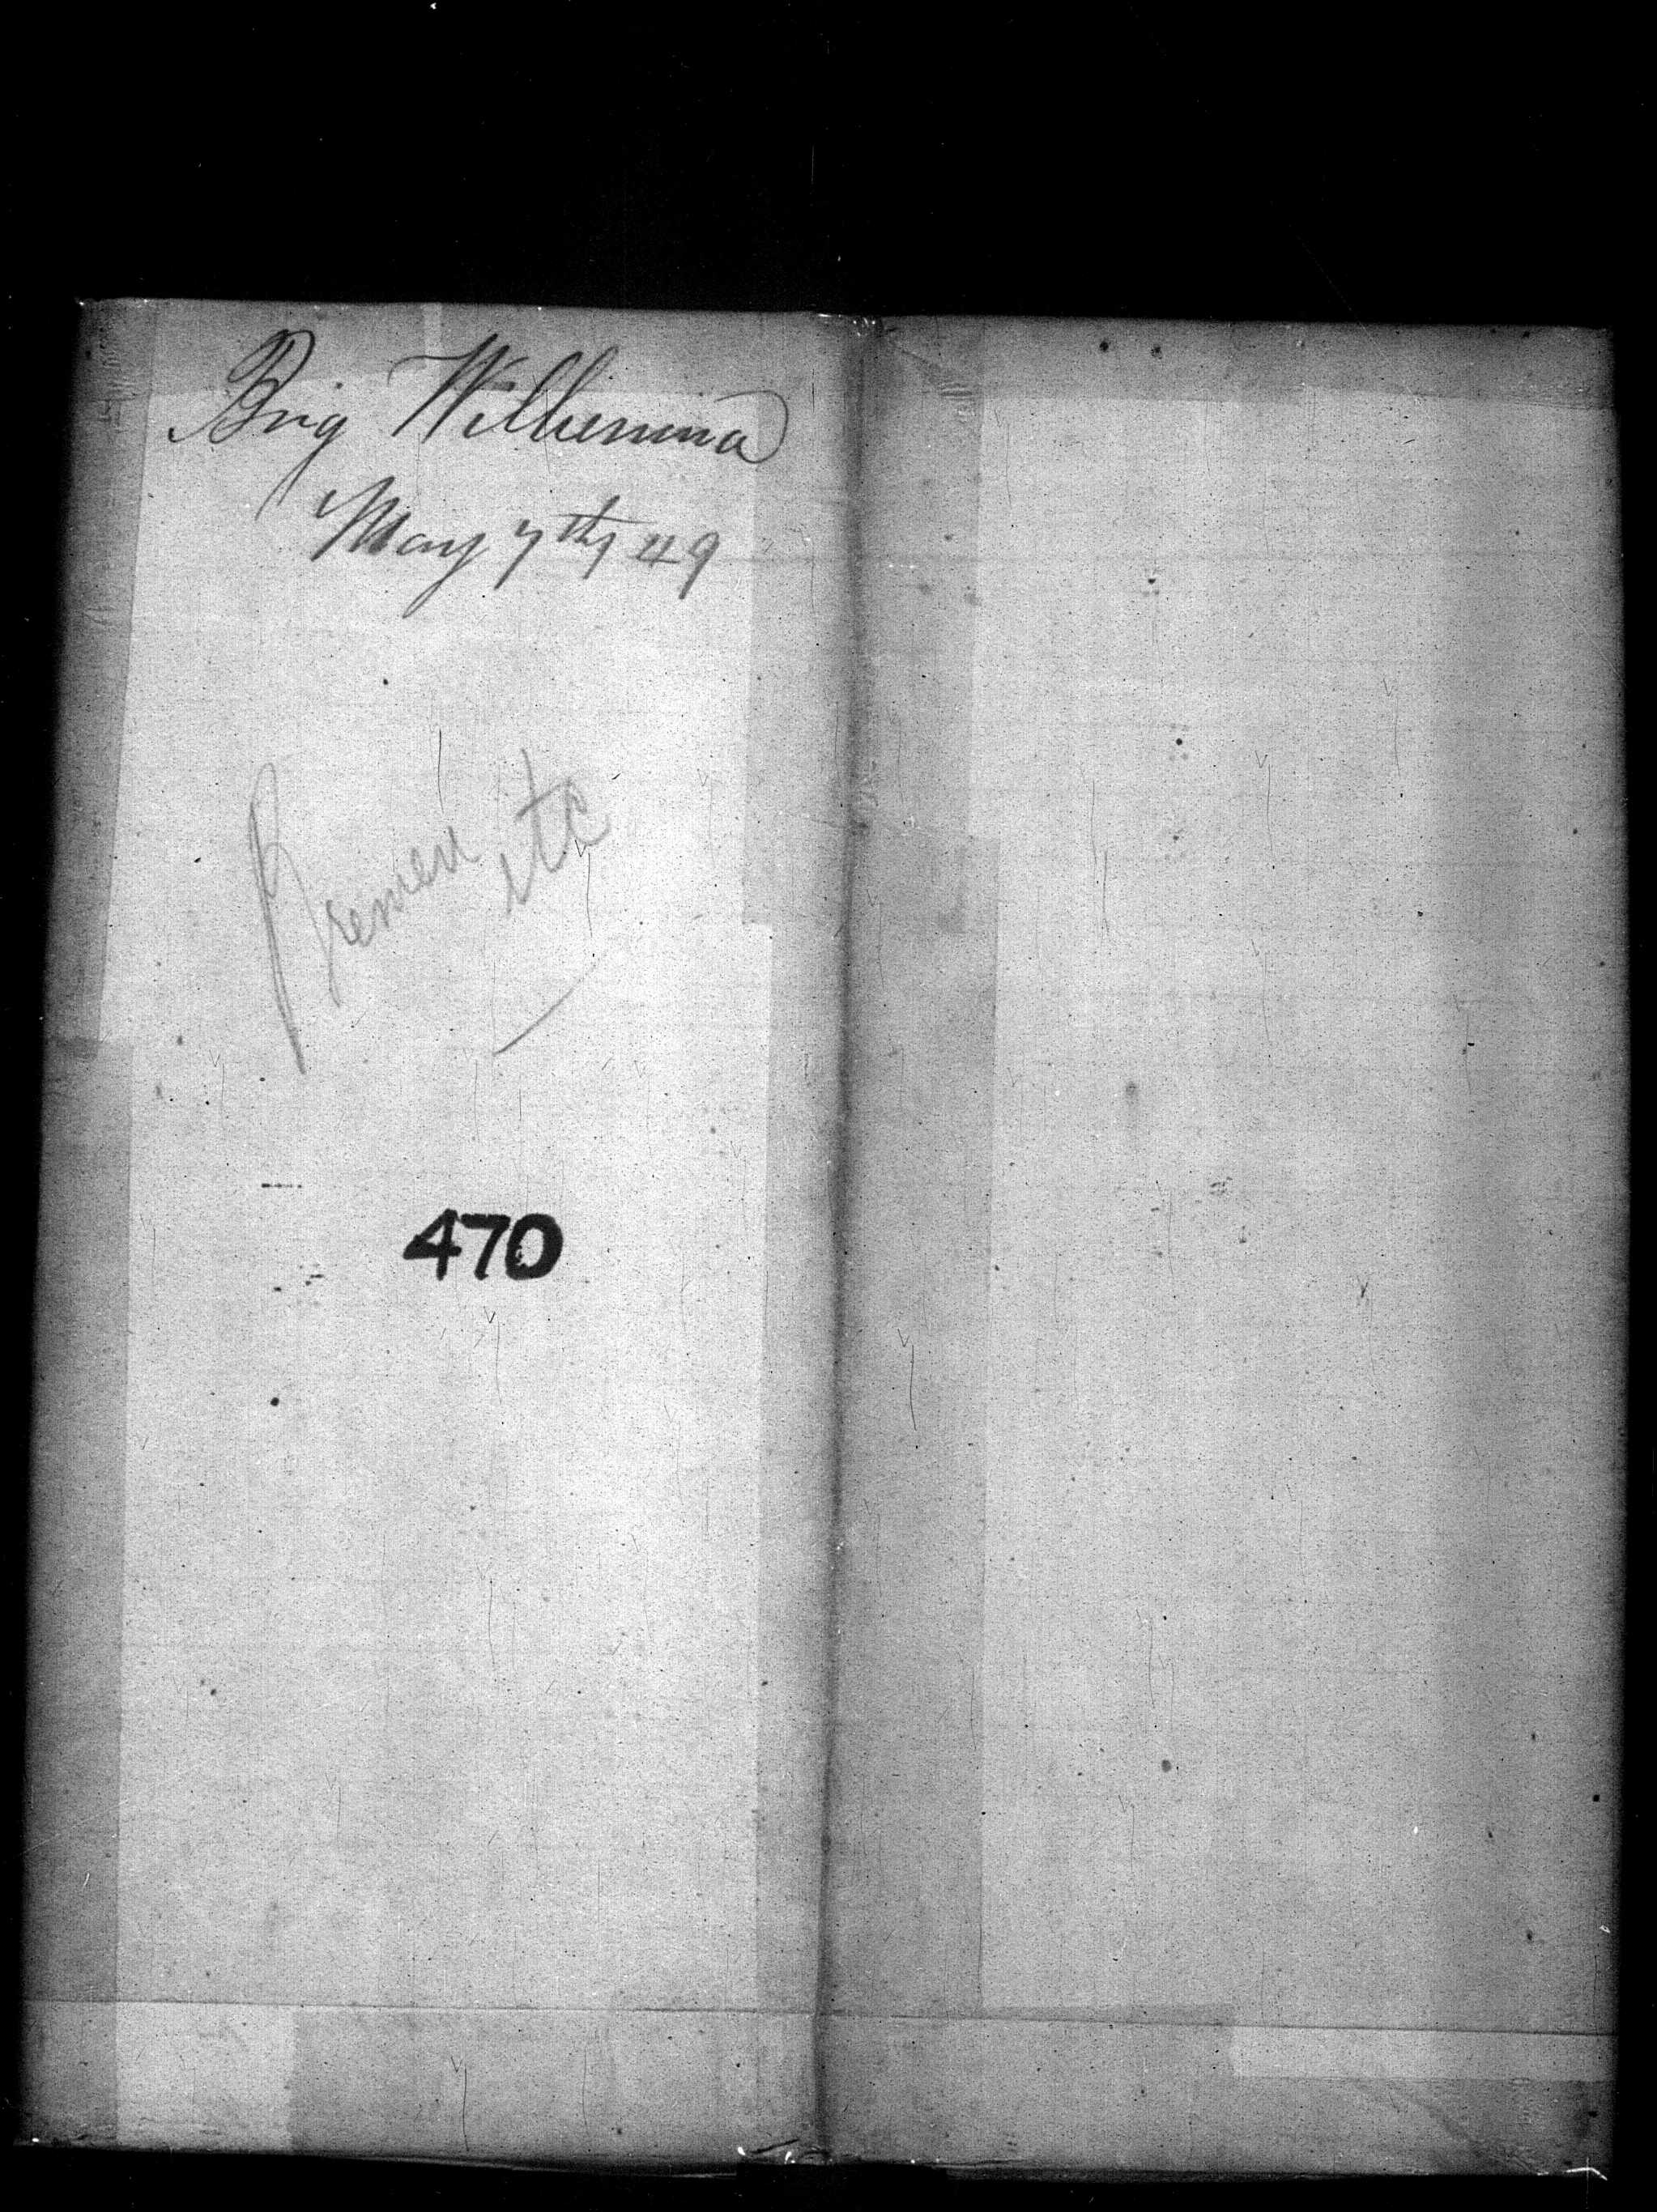 Brig Wilhemina
May 7th 49
Bremen
etc
470